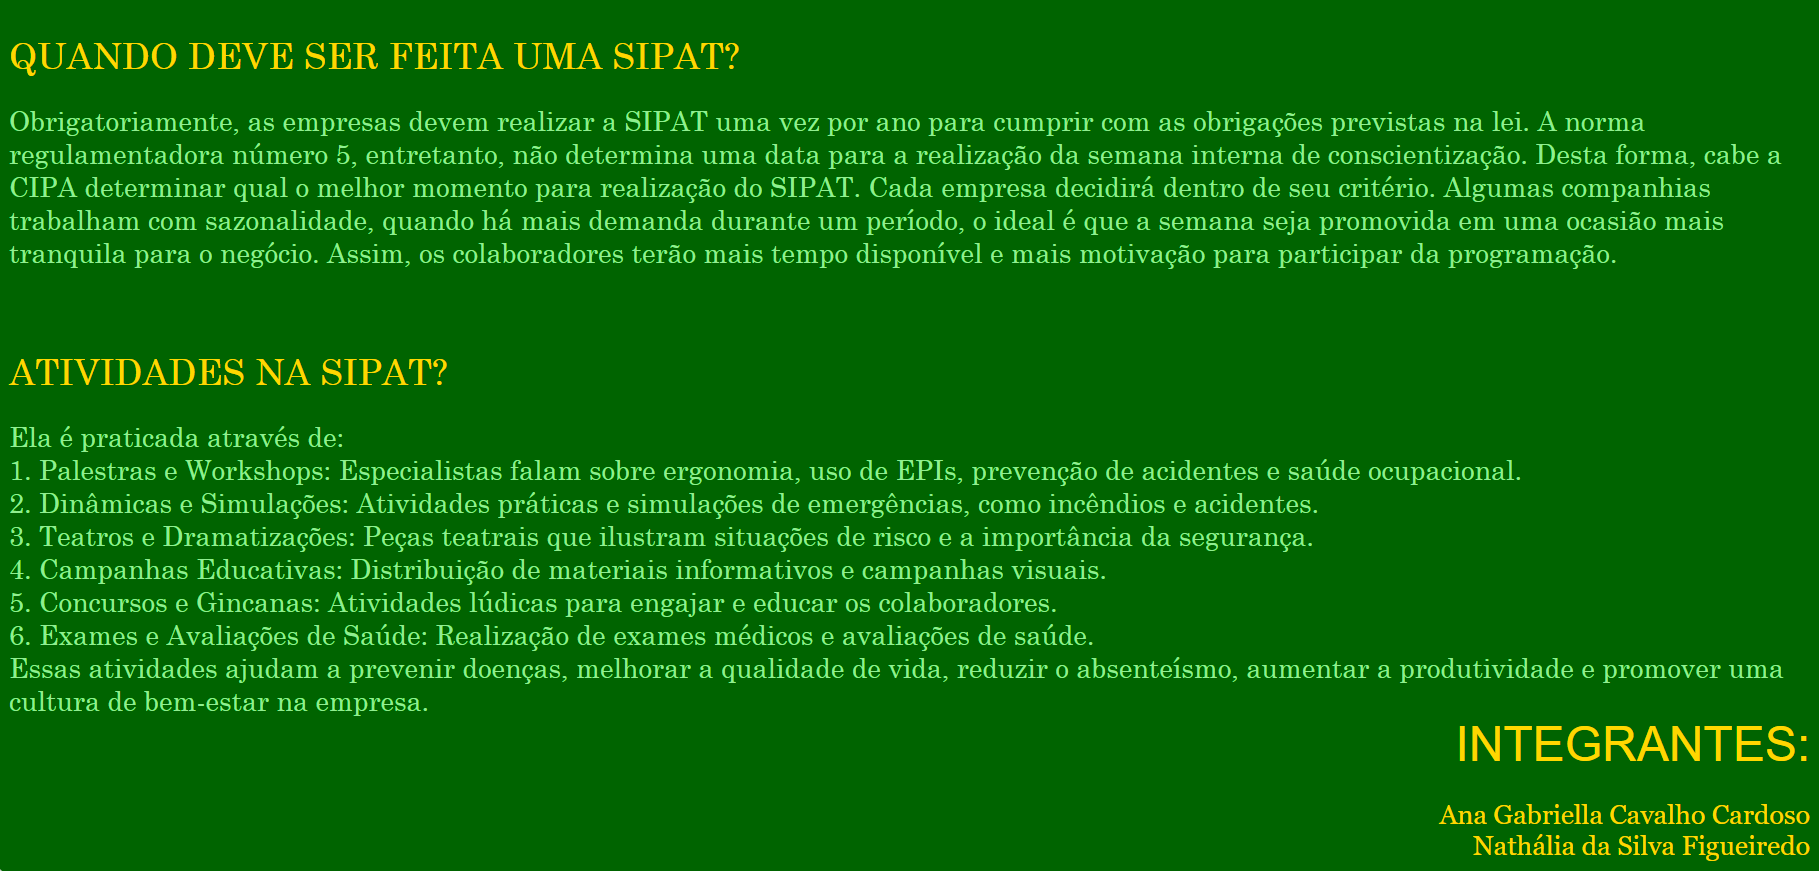 QUANDO DEVE SER FEITA UMA SIPAT?
Obrigatoriamente, as empresas devem realizar a SIPAT uma vez por ano para cumprir com as obrigações previstas na lei. A norma
regulamentadora número 5, entretanto, não determina uma data para a realização da semana interna de conscientização. Desta forma, cabe a
CIPA determinar qual o melhor momento para realização do SIPAT. Cada empresa decidirá dentro de seu critério. Algumas companhias
trabalham com sazonalidade, quando há mais demanda durante um período, o ideal é que a semana seja promovida em uma ocasião mais
tranquila para o negócio. Assim, os colaboradores terão mais tempo disponível e mais motivação para participar da programação.
ATIVIDADES NA SIPAT?
Ela é praticada através de:
1. Palestras e Workshops: Especialistas falam sobre ergonomia, uso de EPIs, prevenção de acidentes e saúde ocupacional.
2. Dinâmicas e Simulações: Atividades práticas e simulações de emergências, como incêndios e acidentes.
3. Teatros e Dramatizações: Peças teatrais que ilustram situações de risco e a importância da segurança.
4. Campanhas Educativas: Distribuição de materiais informativos e campanhas visuais.
5. Concursos e Gincanas: Atividades lúdicas para engajar e educar os colaboradores.
6. Exames e Avaliações de Saúde: Realização de exames médicos e avaliações de saúde.
Essas atividades ajudam a prevenir doenças, melhorar a qualidade de vida, reduzir o absenteísmo, aumentar a produtividade e promover uma
cultura de bem-estar na empresa.
INTEGRANTES:
Ana Gabriella Cavalho Cardoso
Nathália da Silva Figueiredo